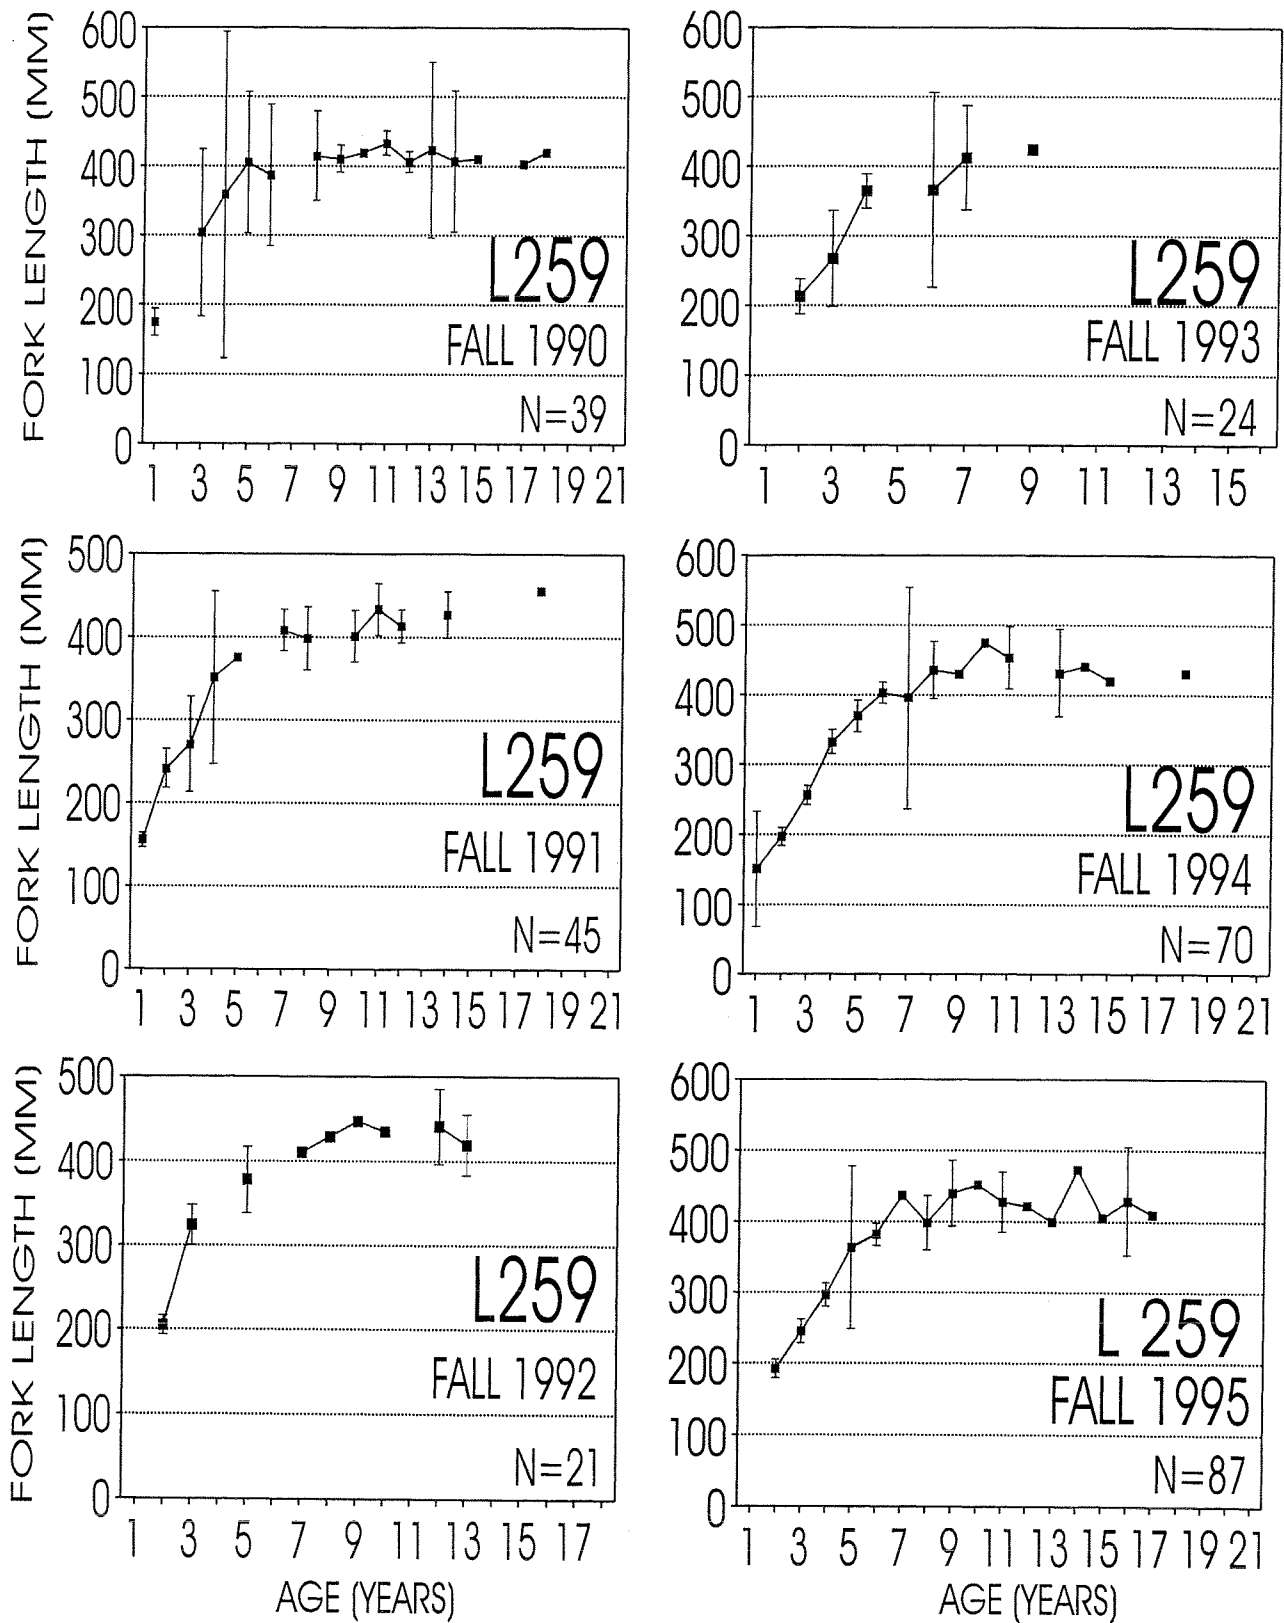 FORK LENGTH (MM)
600
500
400
300
200
100
0
L259
FALL 1990
N=39
1 3 5 7 9 11 13 15 17 19 21
600
500
400
300
200
100
0
L259
FALL 1993
N=24
1 3 5 7 9 11 13 15
FORK LENGTH (MM)
500
400
300
200
100
0
L259
FALL 1991
N=45
1 3 5 7 9 11 13 15 17 19 21
600
500
400
300
200
100
0
L259
FALL 1994
N=70
1 3 5 7 9 11 13 15 17 19 21
FORK LENGTH (MM)
500
400
300
200
100
0
L259
FALL 1992
N=21
1 3 5 7 9 11 13 15 17
AGE (YEARS)
600
500
400
300
200
100
0
L 259
FALL 1995
N=87
1 3 5 7 9 11 13 15 17 19 21
AGE (YEARS)